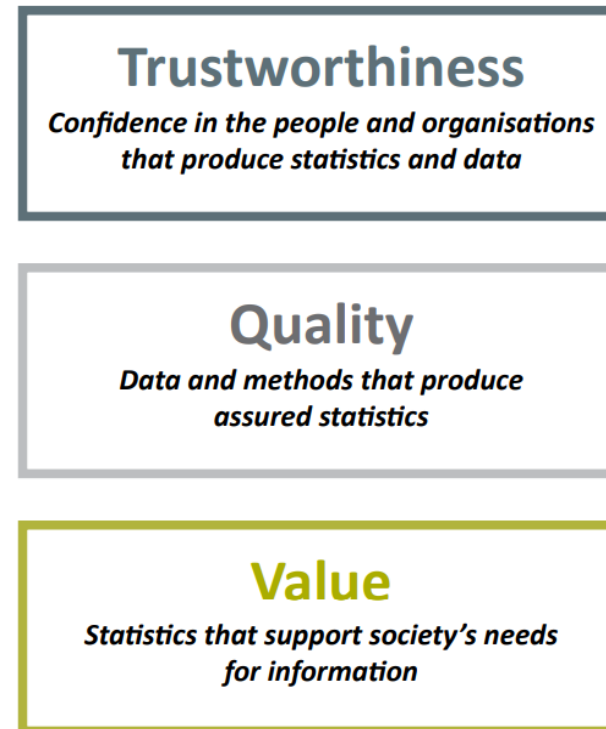 Trustworthiness
Confidence in the people and organisations
that produce statistics and data
Quality
Data and methods that produce
assured statistics
Value
Statistics that support society’s needs
for information